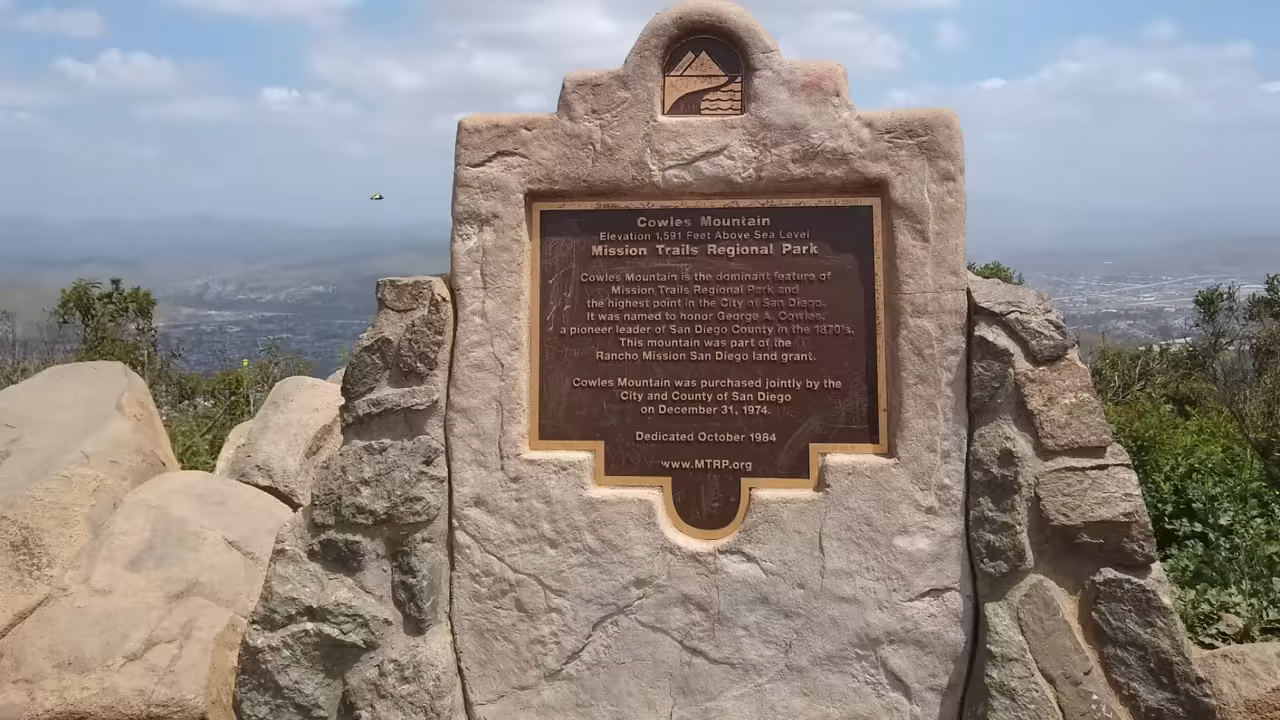 Cowles Mountain
Elevation 1,591 Feet Above Sea Level
Mission Trails Regional Park
Cowles Mountain is the dominant feature of
Mission Trails Regional Park and
the highest point in the City of San Diego.
It was named to honor George A. Cowles,
a pioneer leader of San Diego County in the 1870's.
This mountain was part of the
Rancho Mission San Diego land grant.
Cowles Mountain was purchased jointly by the
City and County of San Diego
on December 31, 1974.
Dedicated October 1984
www.MTRP.org